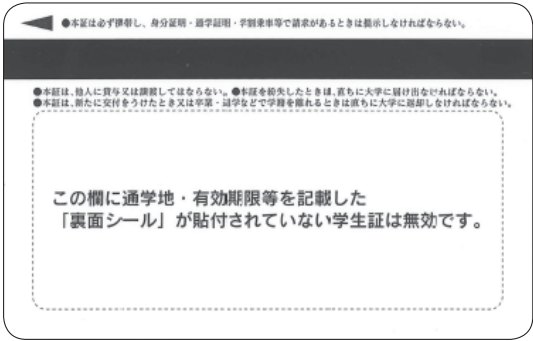 ●本証は必ず携帯し、身分証明・通学証明・学割乗車等で請求があるときは提示しなければならない。
●本証は、他人に貸与又は譲渡してはならない。●本証を紛失したときは、直ちに大学に届け出なければならない。
●本証は、新たに交付をうけたとき又は卒業・退学などで学籍を離れるときは直ちに大学に返却しなければならない。
この欄に通学地・有効期限等を記載した
「裏面シール」が貼付されていない学生証は無効です。